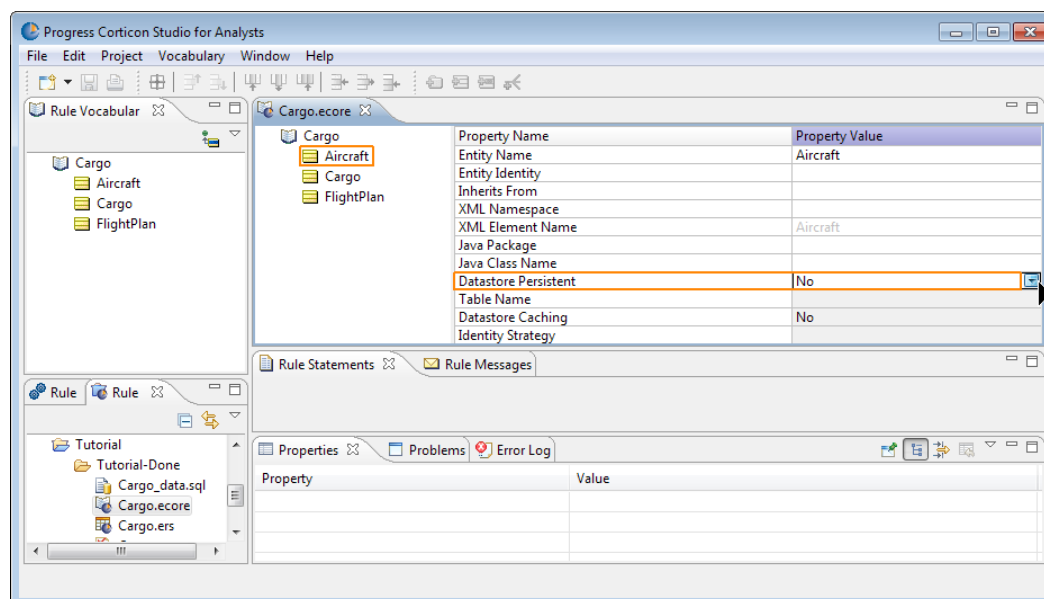 Progress Corticon Studio for Analysts
File Edit Project Vocabulary Window Help
Rule Vocabular
Cargo
Aircraft
Cargo
FlightPlan
Cargo.ecore
Cargo
Aircraft
Cargo
FlightPlan
Property Name Property Value
Entity Name Aircraft
Entity Identity
Inherits From
XML Namespace
XML Element Name Aircraft
Java Package
Java Class Name
Datastore Persistent No
Table Name
Datastore Caching No
Identity Strategy
Rule Statements Rule Messages
Rule Rule
Tutorial
Tutorial-Done
Cargo_data.sql
Cargo.ecore
Cargo.ers
Properties Problems Error Log
Property Value